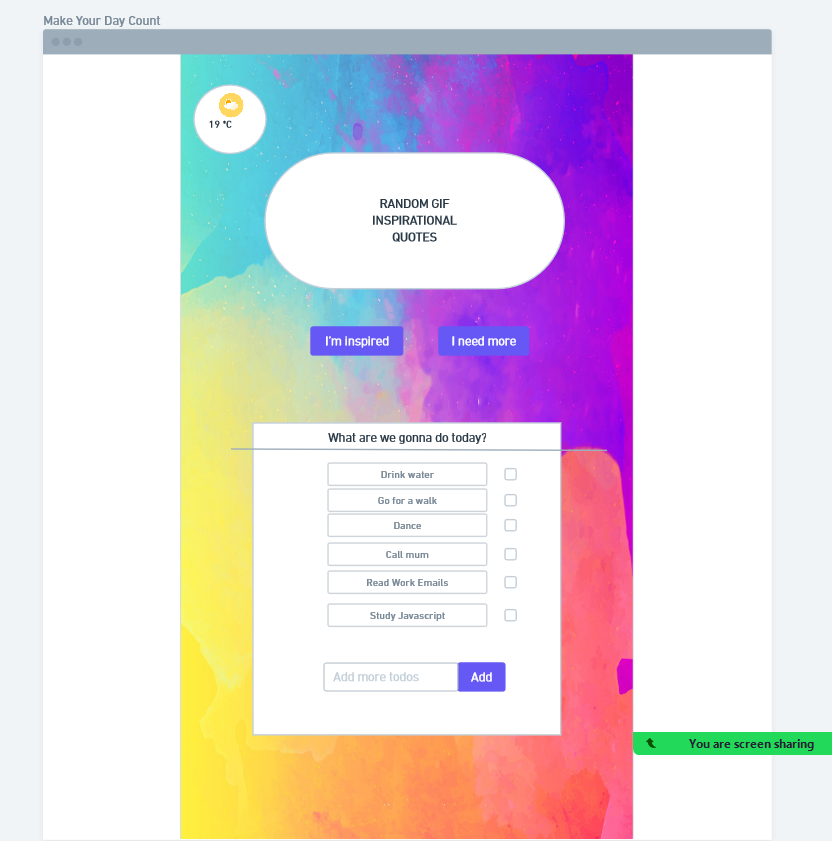 Make Your Day Count
19 °C
RANDOM GIF
INSPIRATIONAL
QUOTES
I'm inspired
I need more
What are we gonna do today?
Drink water
Go for a walk
Dance
Call mum
Read Work Emails
Study Javascript
Add more todos
Add
You are screen sharing